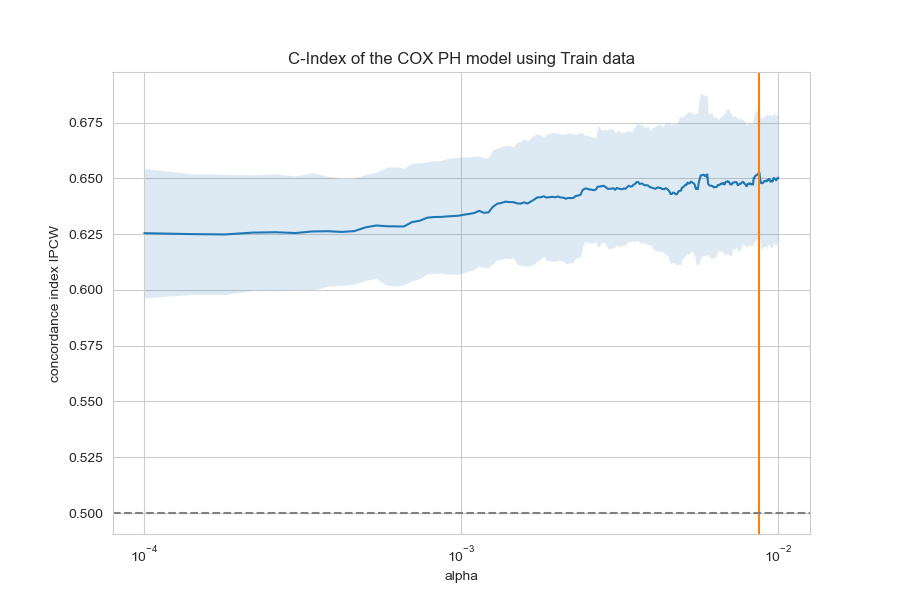 C-Index of the COX PH model using Train data
concordance index IPCW
0.675
0.650
0.625
0.600
0.575
0.550
0.525
0.500
10⁻⁴ 10⁻³ 10⁻²
alpha